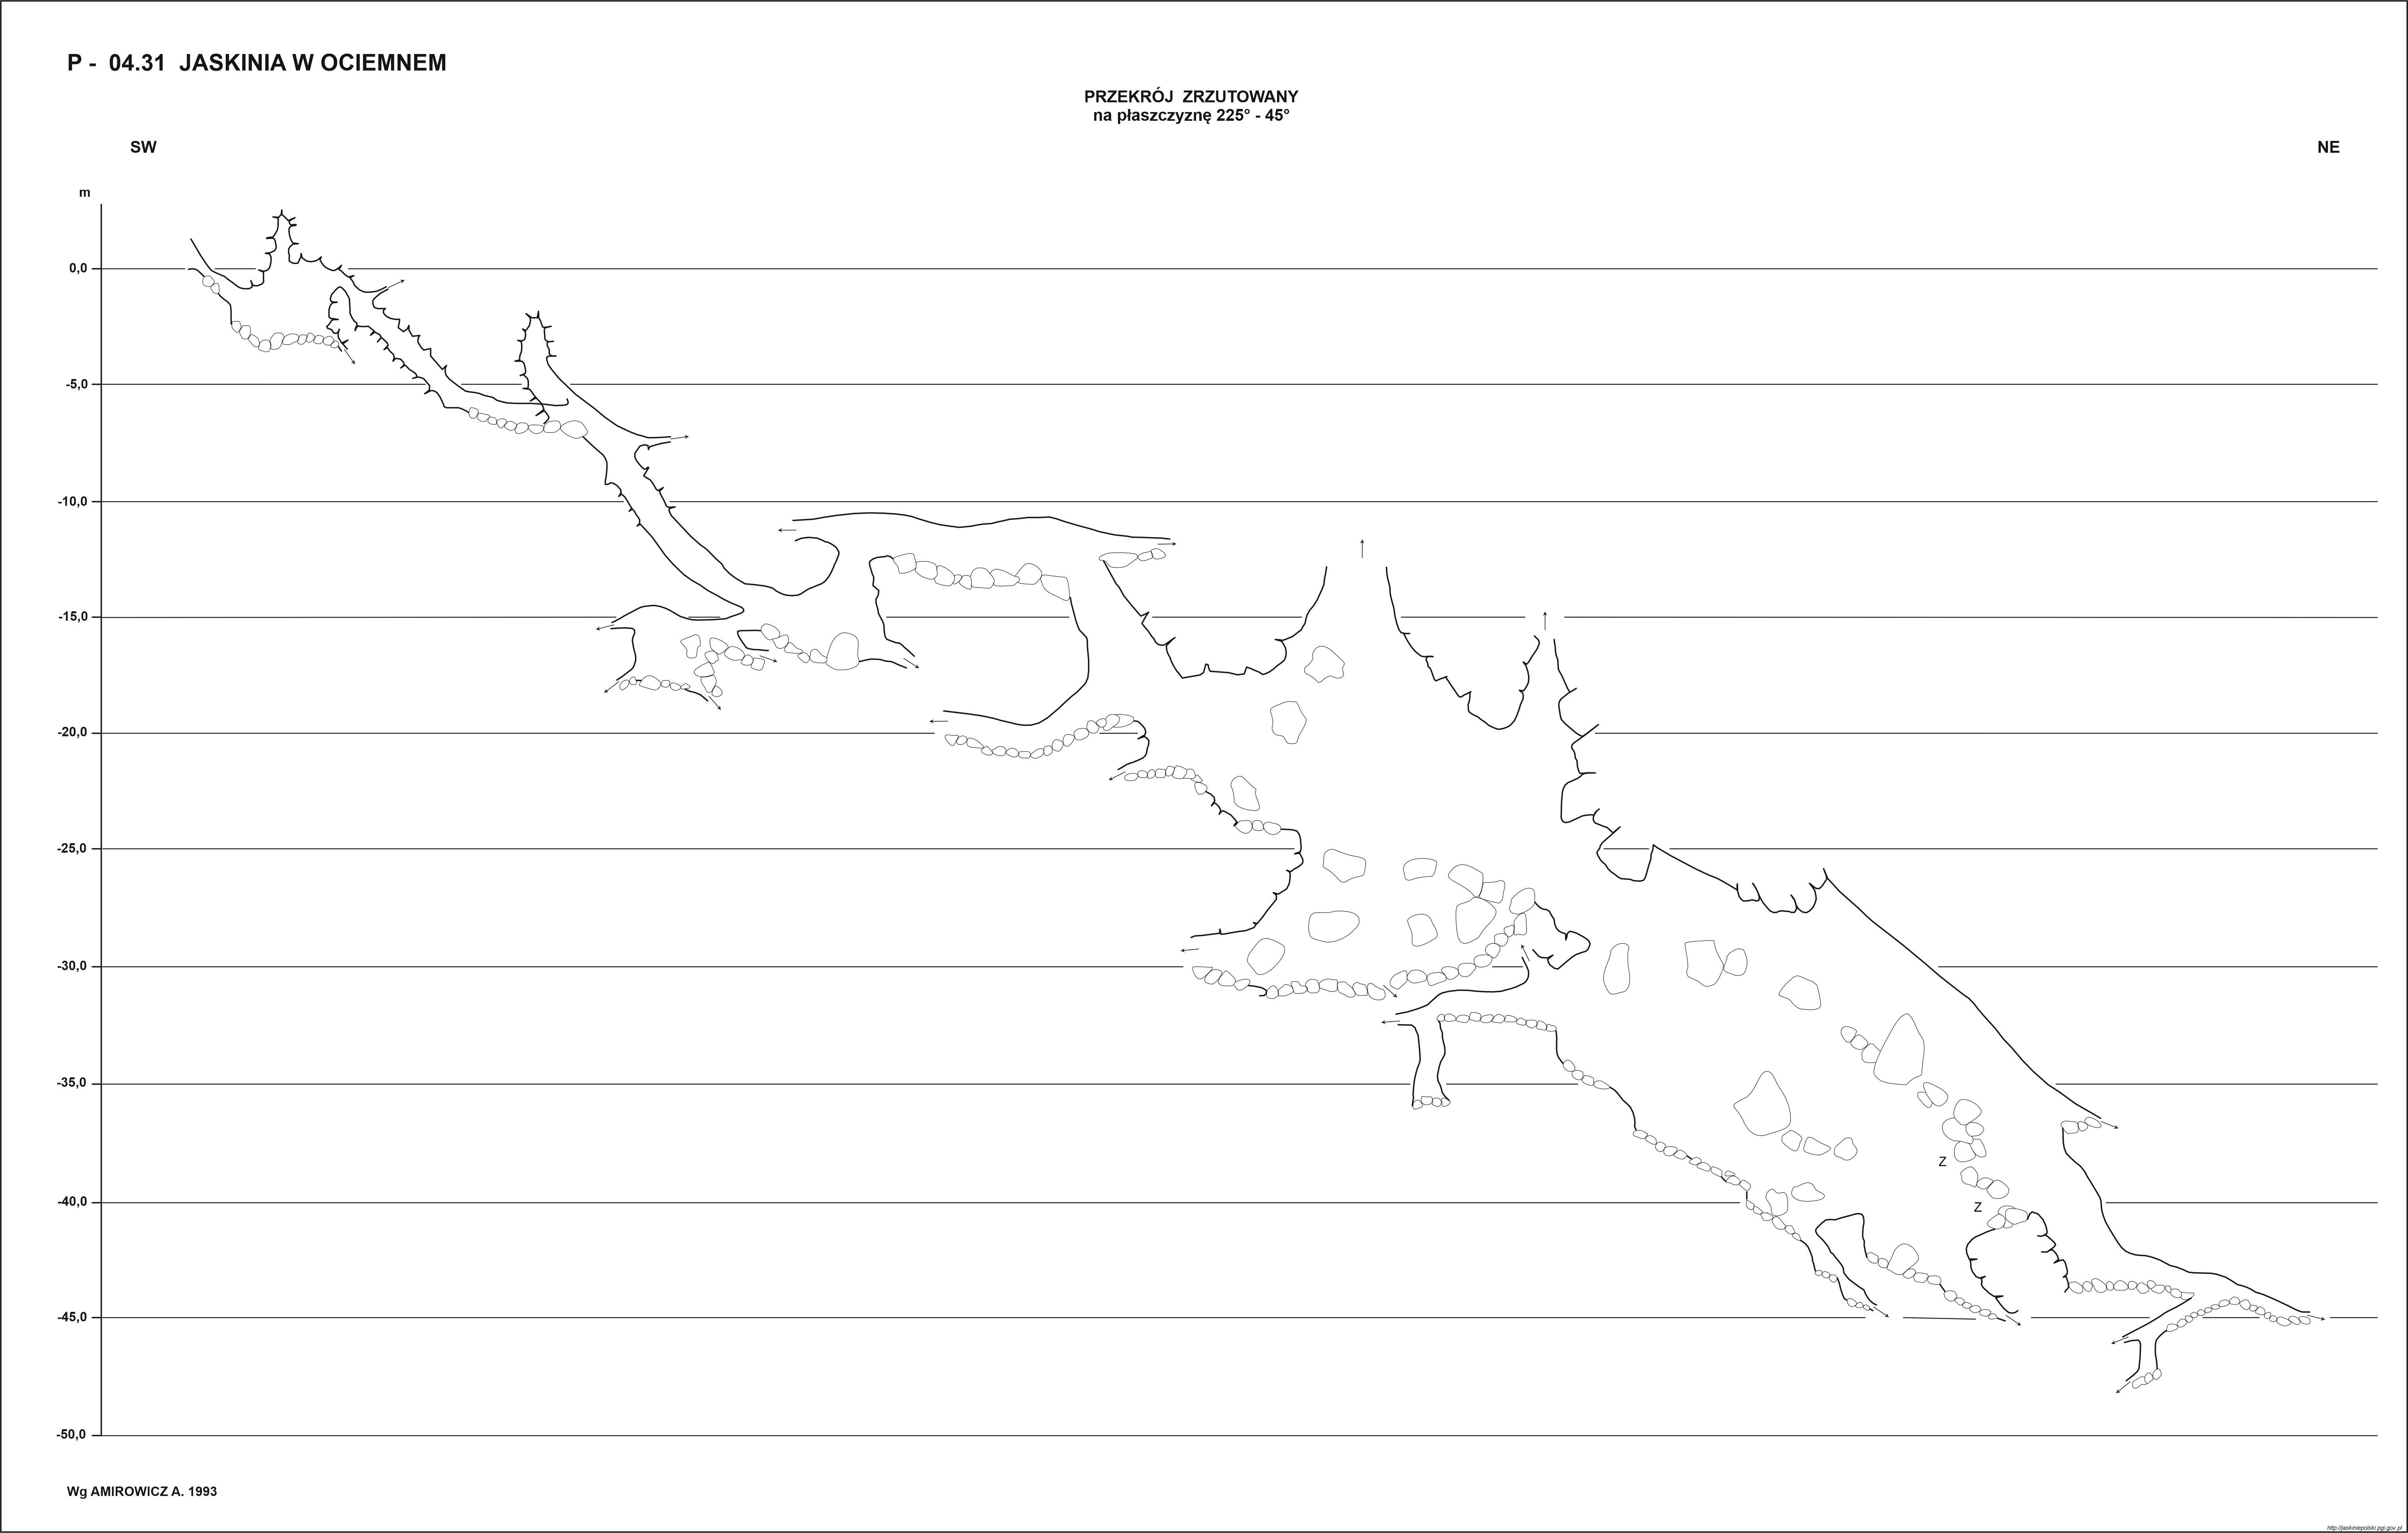 P - 04.31 JASKINIA W OCIEMNEM
PRZEKRÓJ ZRZUTOWANY
na płaszczyznę 225° - 45°
SW
NE
m
0,0
-5,0
-10,0
-15,0
-20,0
-25,0
-30,0
-35,0
Z
-40,0
Z
-45,0
-50,0
Wg AMIROWICZ A. 1993
http://jaskiniepolski.pgi.gov.pl